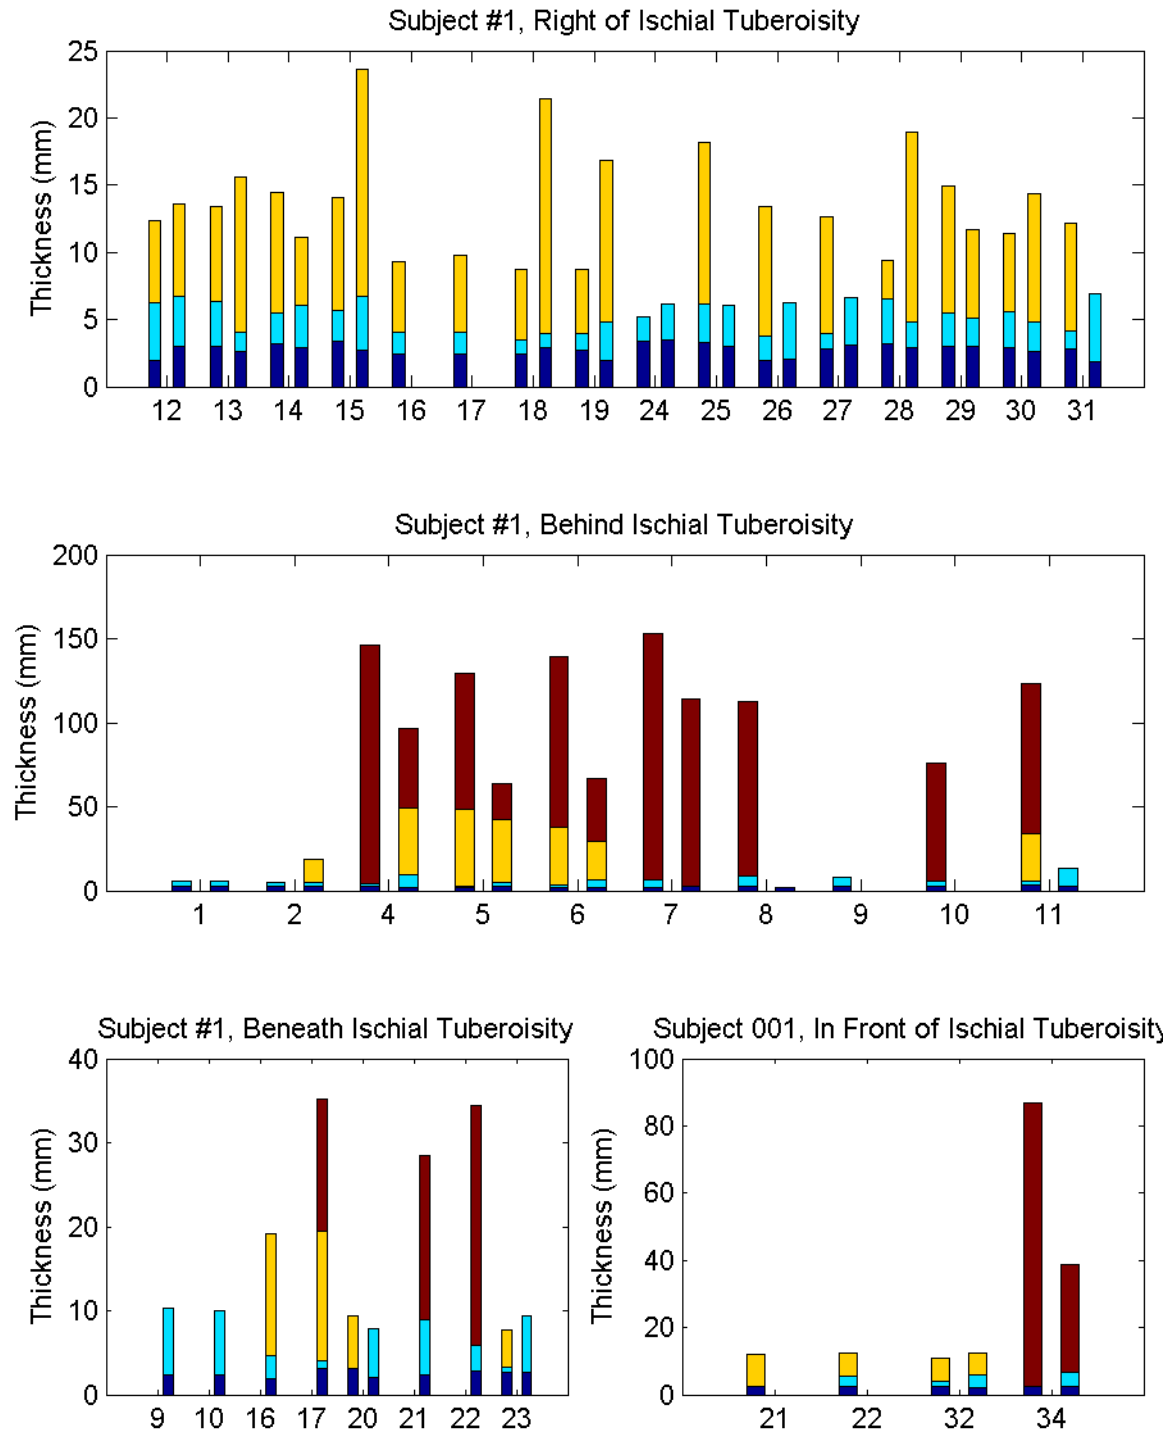 Subject #1, Right of Ischial Tuberoisity
Thickness (mm)
25
20
15
10
5
0
12 13 14 15 16 17 18 19 24 25 26 27 28 29 30 31
Subject #1, Behind Ischial Tuberoisity
Thickness (mm)
200
150
100
50
0
1 2 4 5 6 7 8 9 10 11
Subject #1, Beneath Ischial Tuberoisity
Thickness (mm)
40
30
20
10
0
9 10 16 17 20 21 22 23
Subject 001, In Front of Ischial Tuberoisity
Thickness (mm)
100
80
60
40
20
0
21 22 32 34